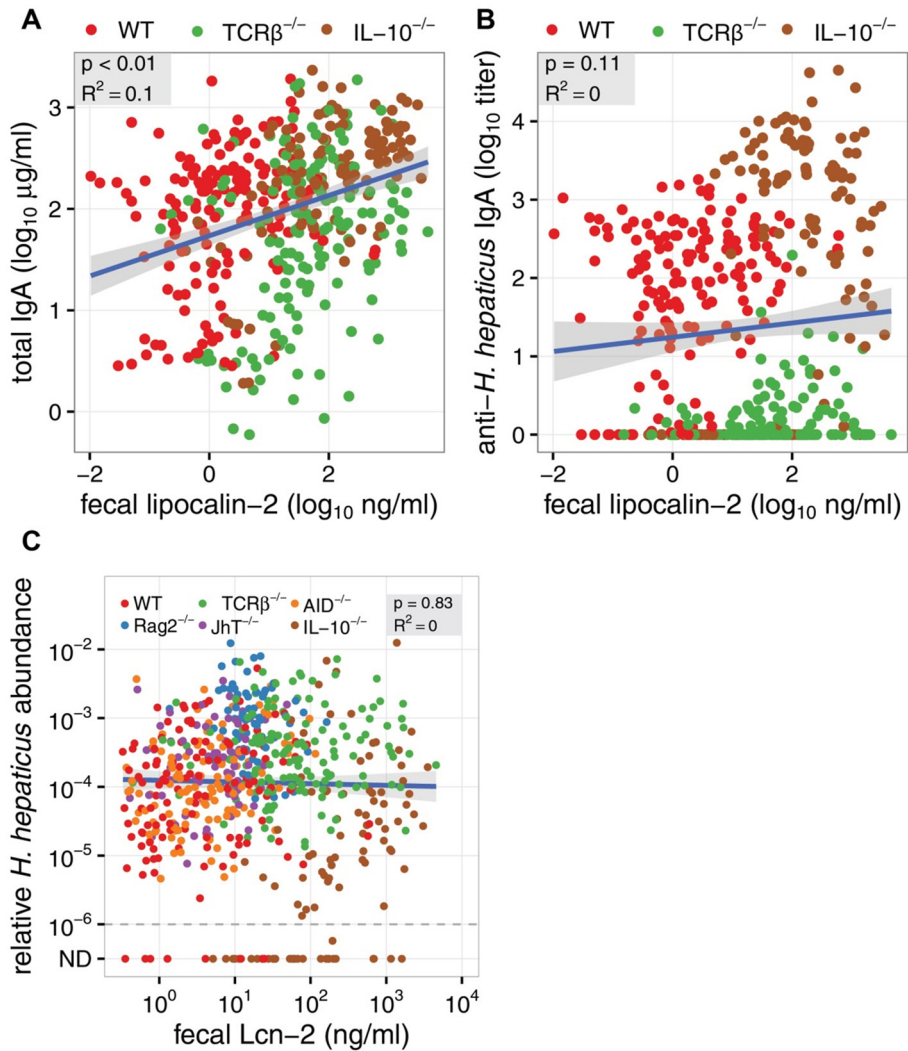 A
WT TCRβ⁻/⁻ IL−10⁻/⁻
p < 0.01
R² = 0.1
total IgA (log₁₀ µg/ml)
3
2
1
0
−2 0 2
fecal lipocalin−2 (log₁₀ ng/ml)
B
WT TCRβ⁻/⁻ IL−10⁻/⁻
p = 0.11
R² = 0
anti−H. hepaticus IgA (log₁₀ titer)
4
3
2
1
0
−2 0 2
fecal lipocalin−2 (log₁₀ ng/ml)
C
WT TCRβ⁻/⁻ AID⁻/⁻
Rag2⁻/⁻ JhT⁻/⁻ IL−10⁻/⁻
p = 0.83
R² = 0
relative H. hepaticus abundance
10⁻²
10⁻³
10⁻⁴
10⁻⁵
10⁻⁶
ND
10⁰ 10¹ 10² 10³ 10⁴
fecal Lcn−2 (ng/ml)